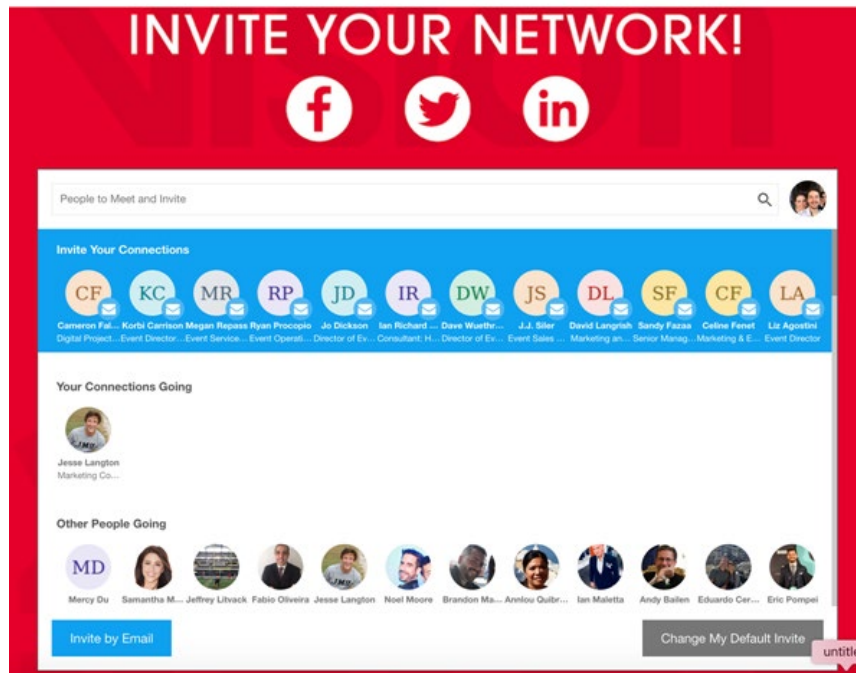 INVITE YOUR NETWORK!
f in
People to Meet and Invite
Invite Your Connections
CF KC MR RP JD IR DW JS DL SF CF LA
Cameron Fal... Korbi Carrison Megan Repass Ryan Procopio Jo Dickson Ian Richard ... Dave Wuethr... J.J. Siler David Langrish Sandy Fazaa Celine Fenet Liz Agostini
Digital Project... Event Director... Event Service... Event Operati... Director of Ev... Consultant: H... Director of Ev... Event Sales ... Marketing an... Senior Manag... Marketing & E... Event Director
Your Connections Going
Jesse Langton
Marketing Co...
Other People Going
MD
Mercy Du Samantha M... Jeffrey Litvack Fabio Oliveira Jesse Langton Noel Moore Brandon Ma... Annlou Quibr... Ian Maletta Andy Bailen Eduardo Cer... Eric Pompei
Invite by Email Change My Default Invite
untitle